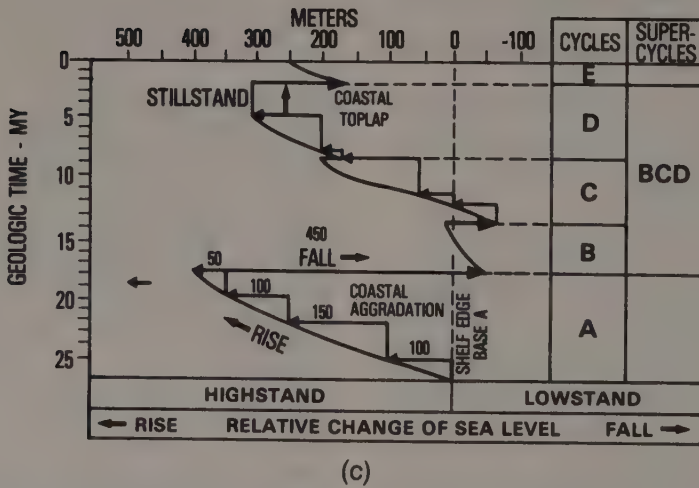 METERS
500 400 300 200 100 0 -100
CYCLES
SUPER-
CYCLES
GEOLOGIC TIME - MY
0
5
10
15
20
25
STILLSTAND
COASTAL
TOPLAP
E
D
C
B
A
BCD
450
FALL
50
100
150
100
COASTAL
AGGRADATION
RISE
SHELF EDGE
BASE A
HIGHSTAND
LOWSTAND
RISE RELATIVE CHANGE OF SEA LEVEL FALL
(c)